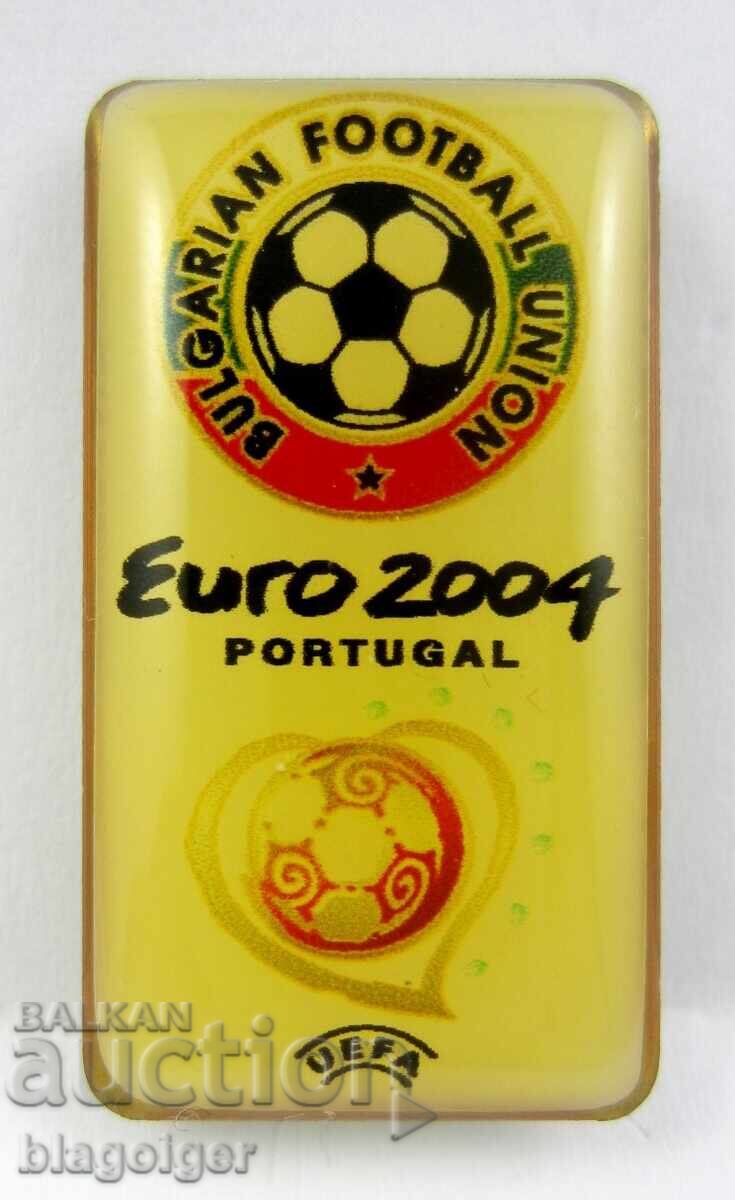 BULGARIAN FOOTBALL UNION
EURO 2004
PORTUGAL
UEFA
BALKAN
auction
blagoiger